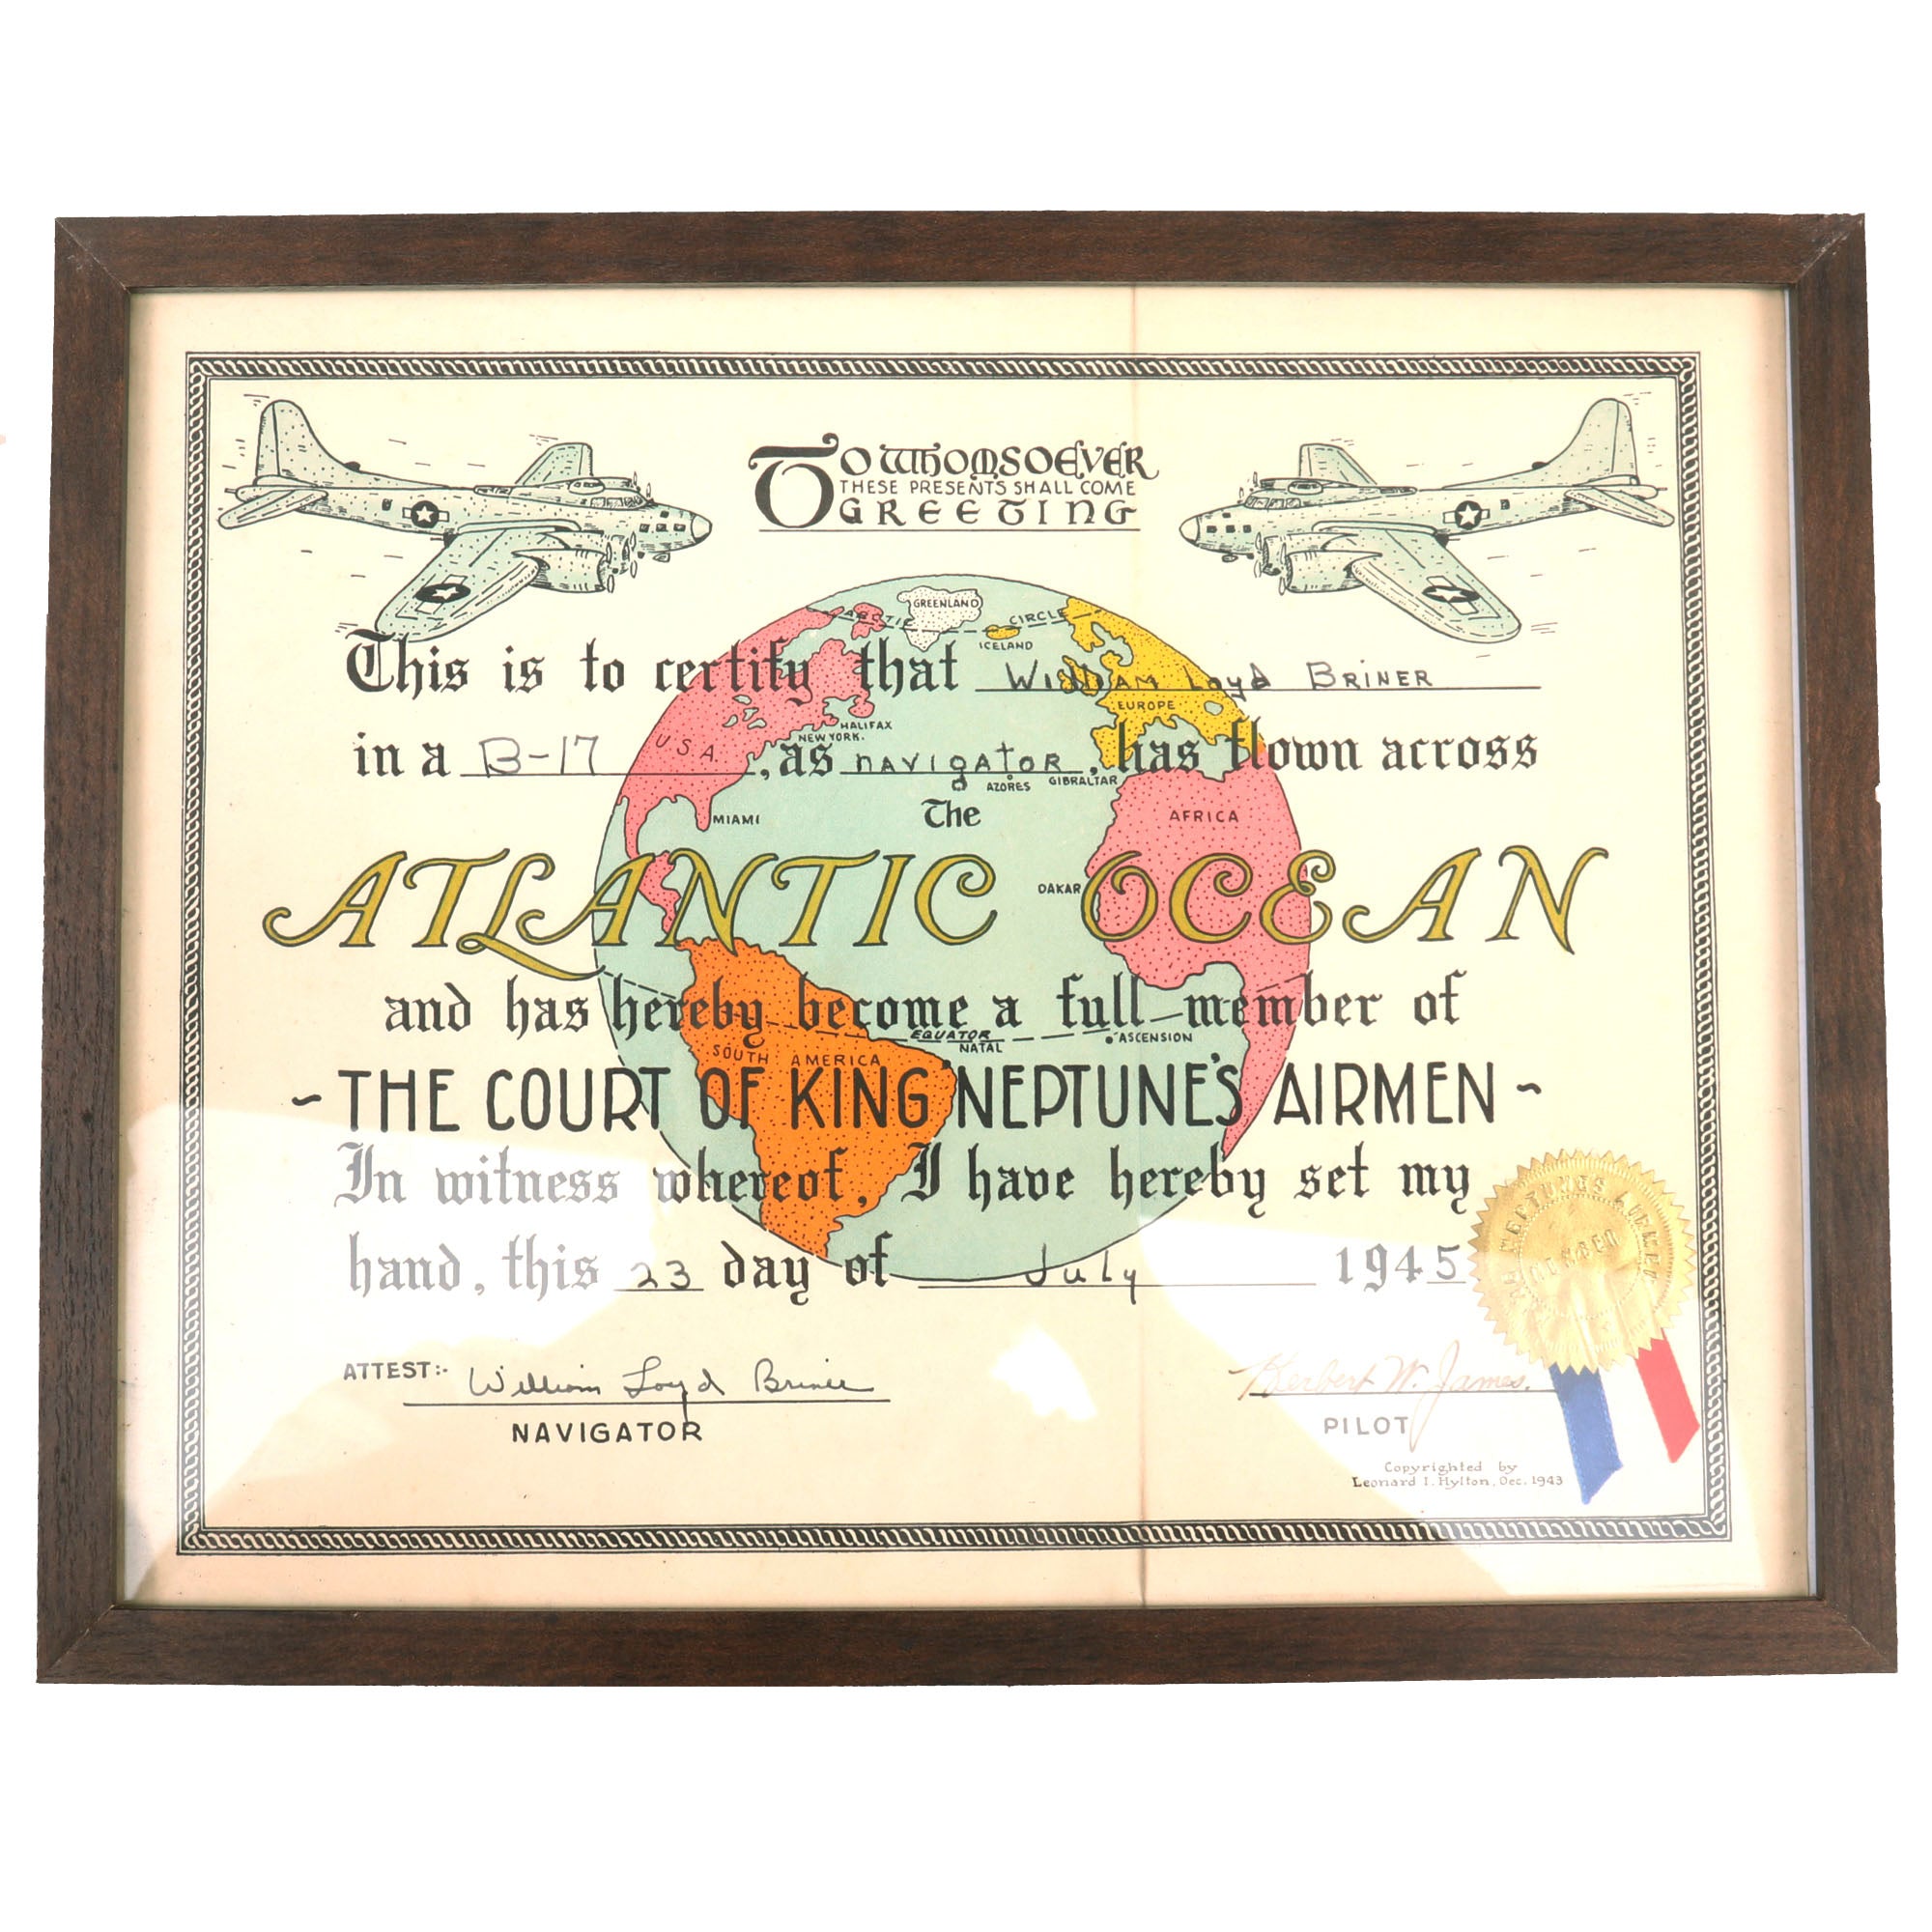 To Whomsoever
THESE PRESENTS SHALL COME
GREETING
GREENLAND
ARCTIC CIRCLE
ICELAND
This is to certify that William Loyd Briner
EUROPE
HALIFAX
NEW YORK.
USA
in a B-17, as navigator, has flown across
AZORES GIBRALTAR
The
MIAMI
AFRICA
ATLANTIC OCEAN
DAKAR
and has hereby become a full member of
EQUATOR
NATAL
ASCENSION
SOUTH AMERICA
- THE COURT OF KING NEPTUNE'S AIRMEN -
In witness whereof, I have hereby set my
hand, this 23 day of July 1945
ATTEST:- William Loyd Briner
NAVIGATOR
Herbert W. James.
PILOT
Copyrighted by
Leonard I. Hylton, Dec. 1943